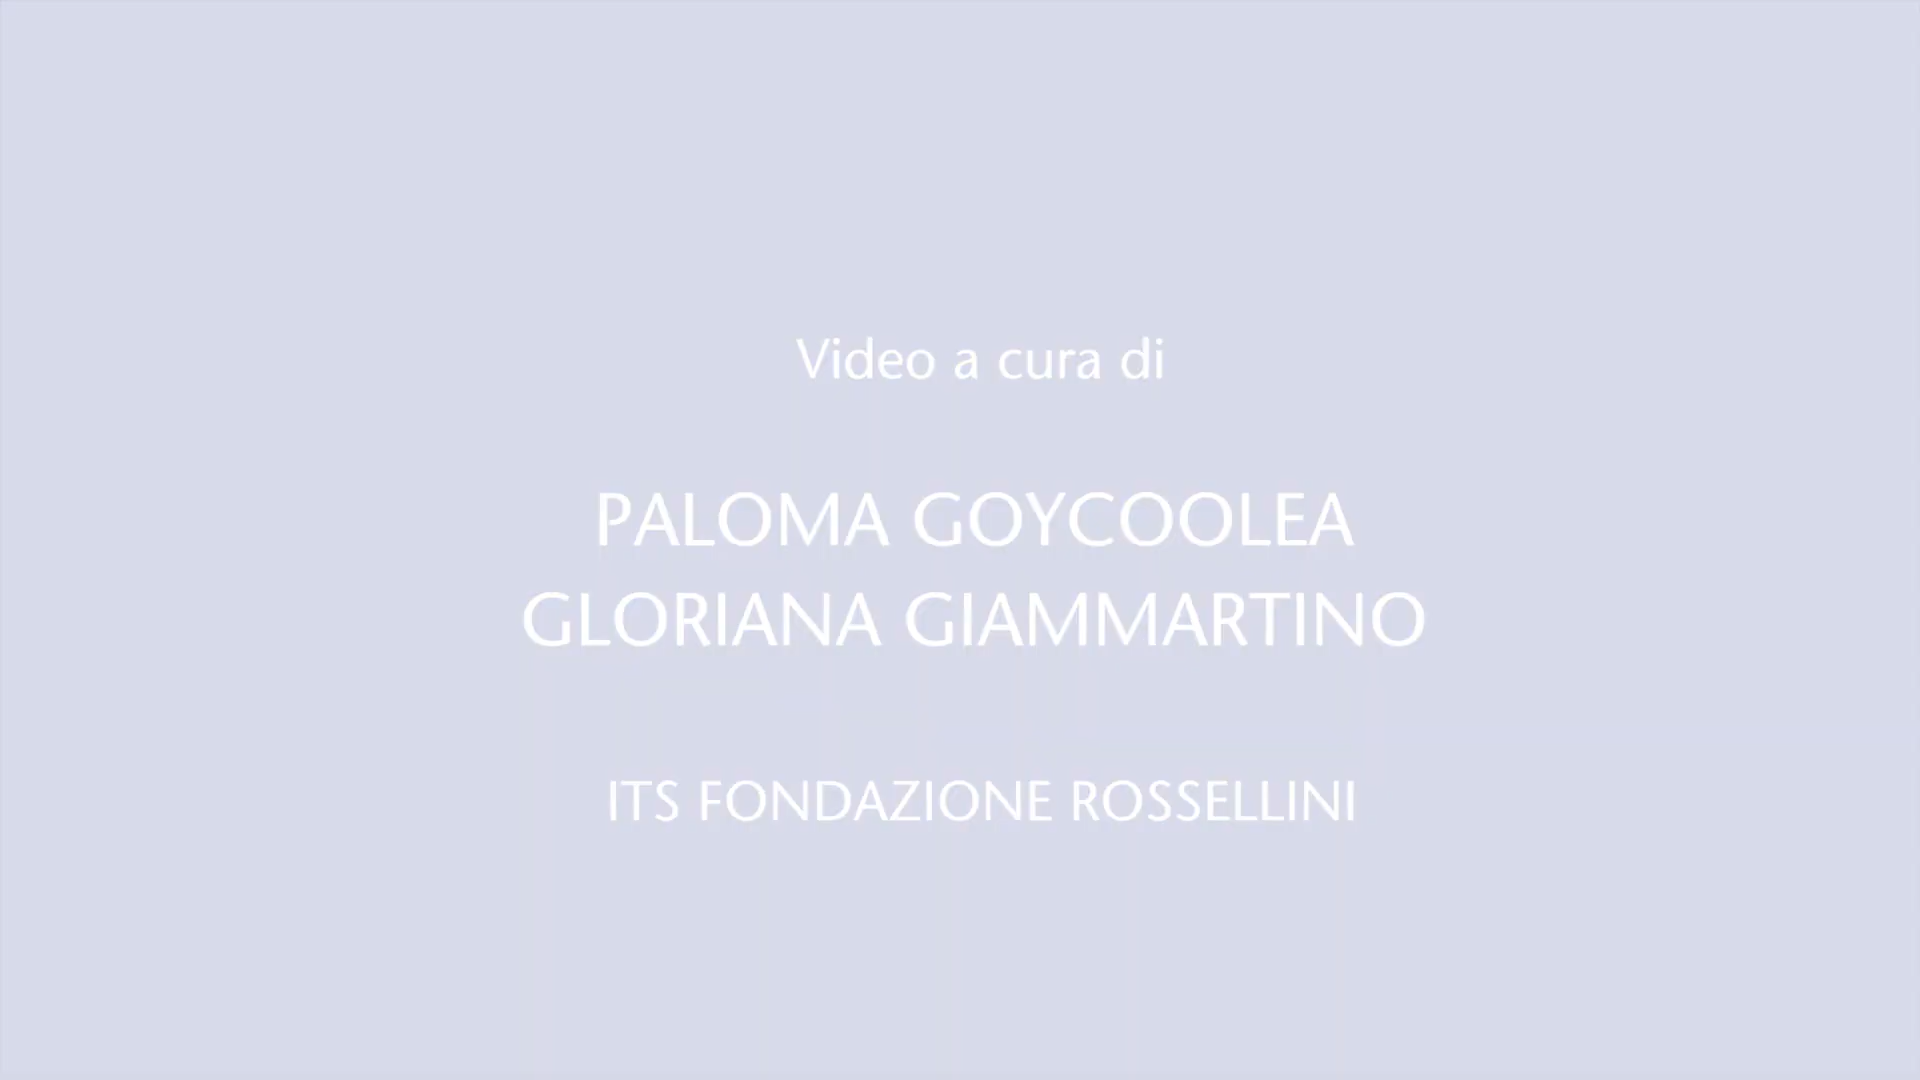 Video a cura di
PALOMA GOYCOOLEA
GLORIANA GIAMMARTINO
ITS FONDAZIONE ROSSELLINI